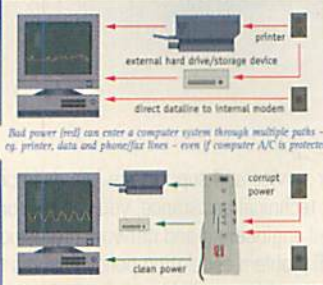 printer
external hard drive/storage device
direct dataline to internal modem
Bad power (red) can enter a computer system through multiple paths –
eg. printer, data and phone/fax lines – even if computer A/C is protected
corrupt
power
clean power